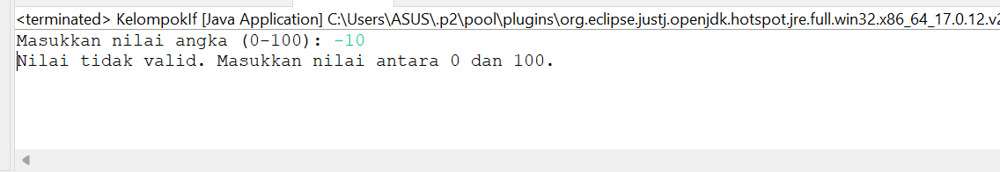 <terminated> KelompokIf [Java Application] C:\Users\ASUS\.p2\pool\plugins\org.eclipse.justj.openjdk.hotspot.jre.full.win32.x86_64_17.0.12.v2
Masukkan nilai angka (0-100): -10
Nilai tidak valid. Masukkan nilai antara 0 dan 100.